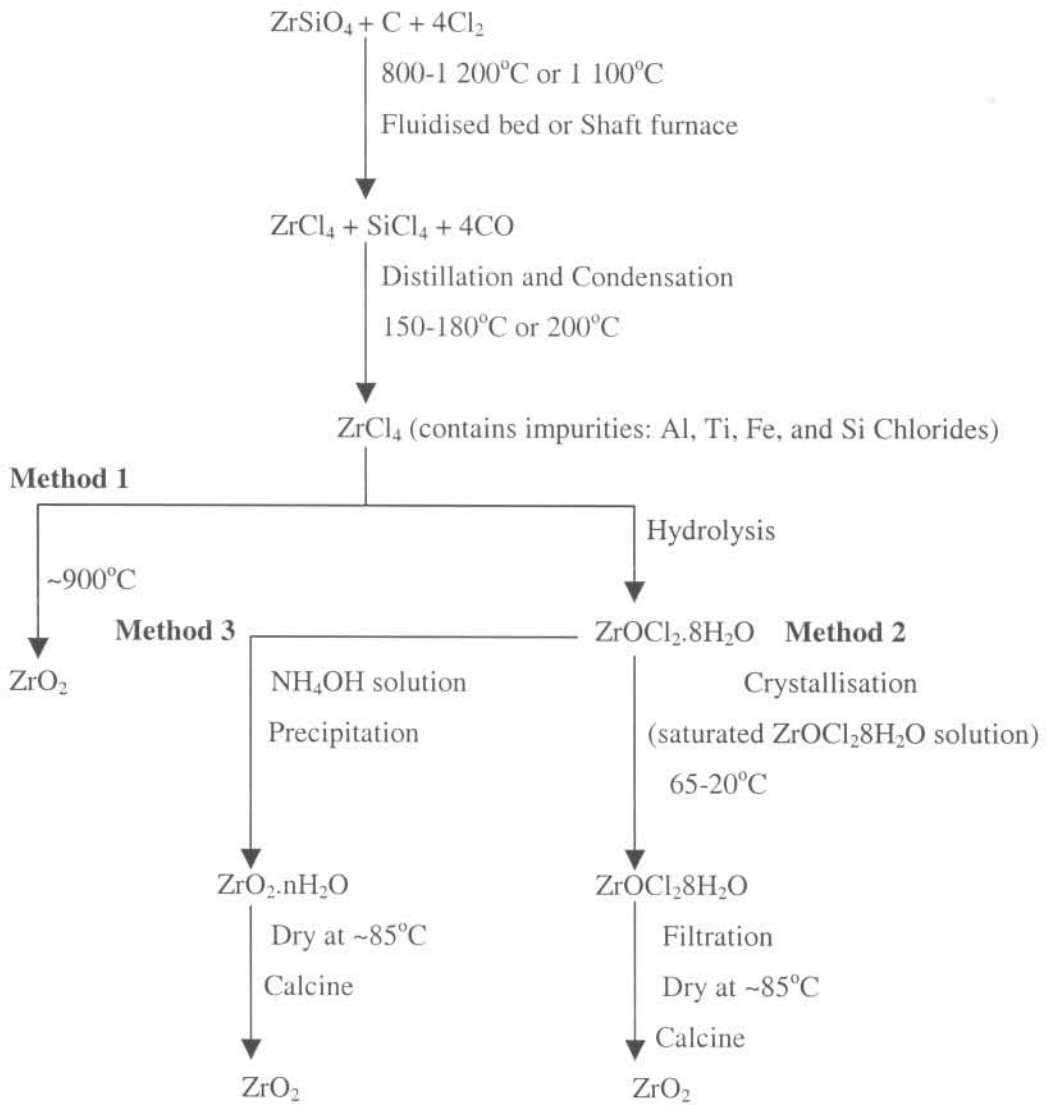 ZrSiO₄ + C + 4Cl₂
800-1 200°C or 1 100°C
Fluidised bed or Shaft furnace
ZrCl₄ + SiCl₄ + 4CO
Distillation and Condensation
150-180°C or 200°C
ZrCl₄ (contains impurities: Al, Ti, Fe, and Si Chlorides)
Method 1
Hydrolysis
~900°C
Method 3
ZrOCl₂.8H₂O Method 2
ZrO₂
NH₄OH solution
Precipitation
Crystallisation
(saturated ZrOCl₂8H₂O solution)
65-20°C
ZrO₂.nH₂O
Dry at ~85°C
Calcine
ZrO₂
ZrOCl₂8H₂O
Filtration
Dry at ~85°C
Calcine
ZrO₂